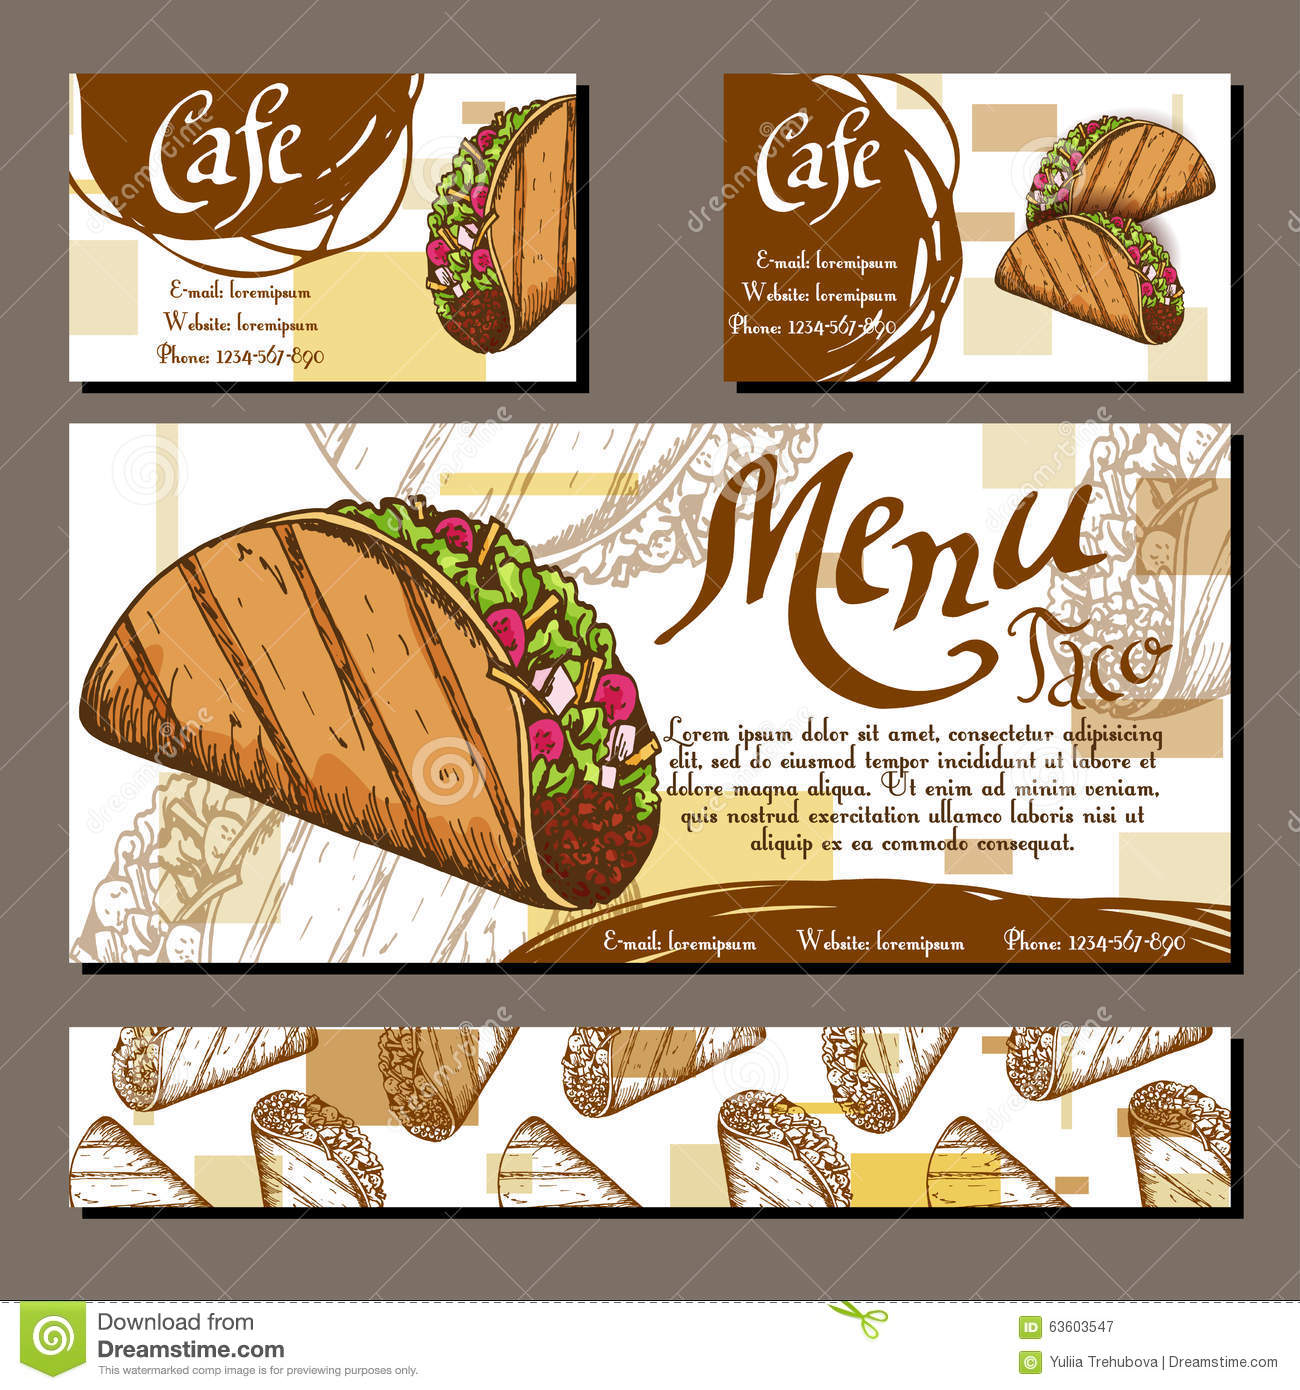 Cafe
E-mail: loremipsum
Website: loremipsum
Phone: 1234-567-890
Cafe
E-mail: loremipsum
Website: loremipsum
Phone: 1234-567-890
Menu
Taco
Lorem ipsum dolor sit amet, consectetur adipisicing
elit, sed do eiusmod tempor incididunt ut labore et
dolore magna aliqua. Ut enim ad minim veniam,
quis nostrud exercitation ullamco laboris nisi ut
aliquip ex ea commodo consequat.
E-mail: loremipsum Website: loremipsum Phone: 1234-567-890
Download from
Dreamstime.com
This watermarked comp image is for previewing purposes only.
ID 63603547
© Yuliia Trehubova | Dreamstime.com